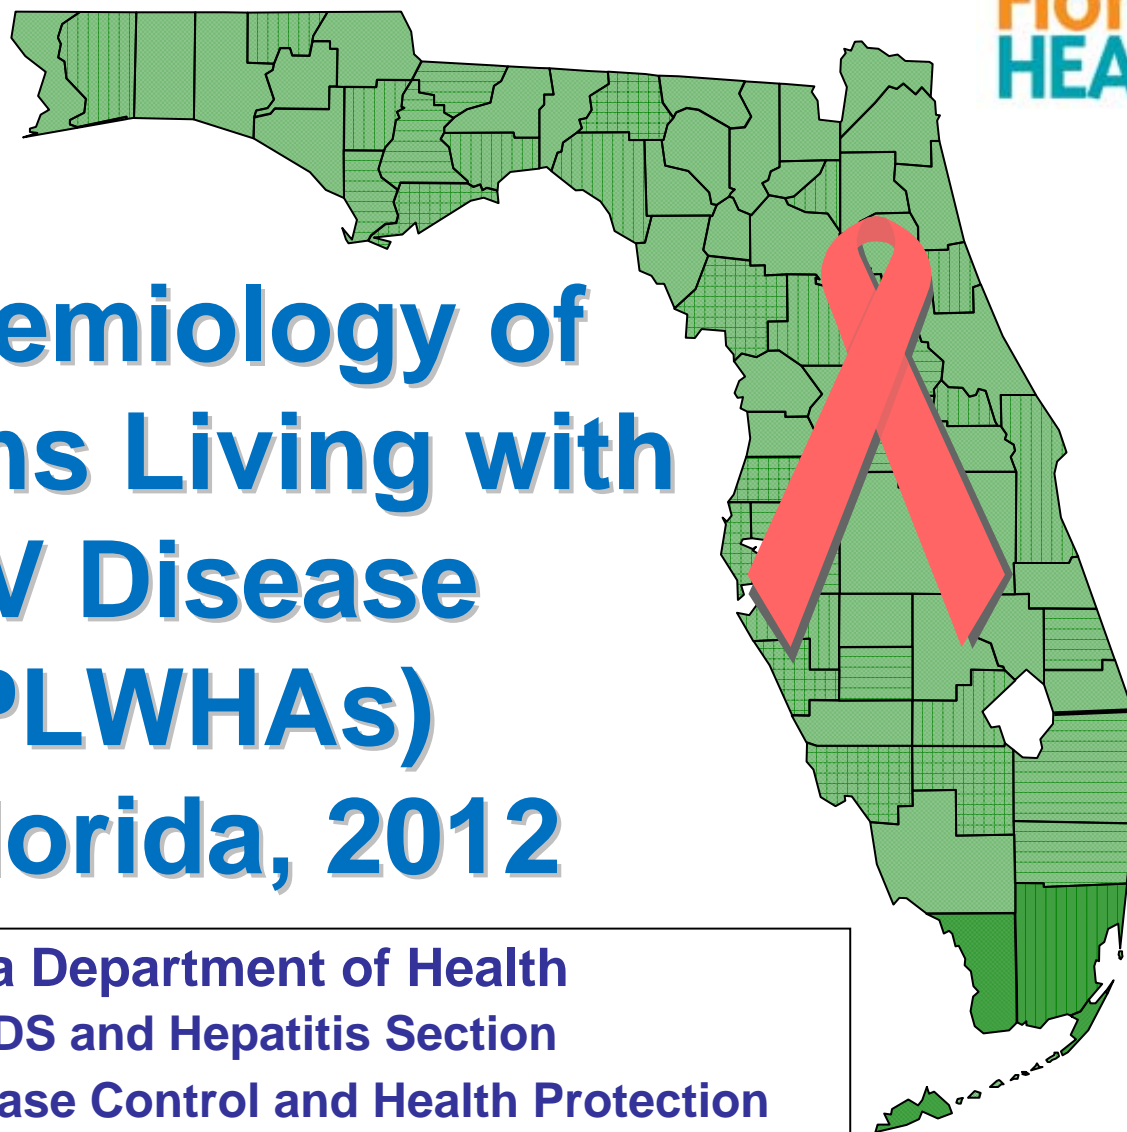 HEA
emiology of
ns Living with
V Disease
PLWHAs)
lorida, 2012
a Department of Health
DS and Hepatitis Section
ase Control and Health Protection